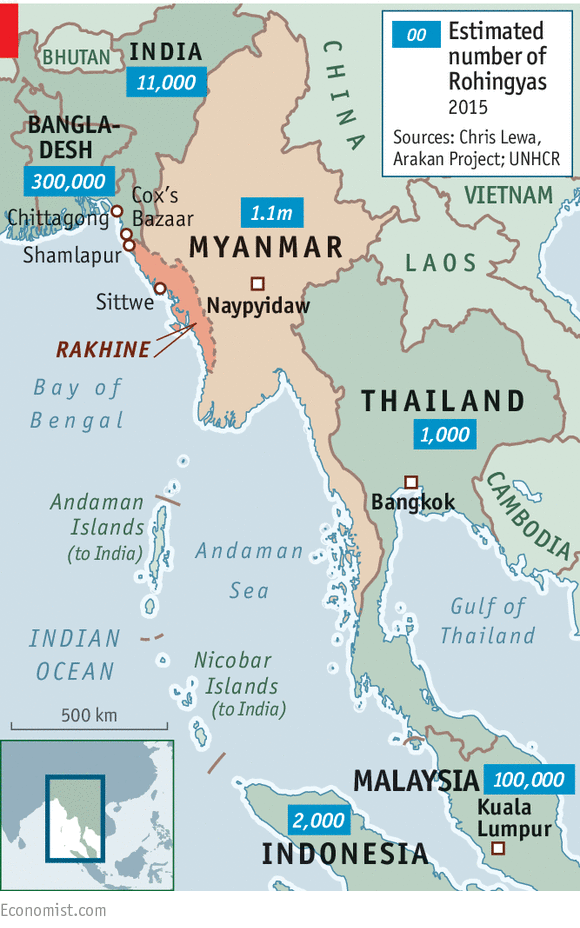 00
Estimated
number of
Rohingyas
2015
Sources: Chris Lewa,
Arakan Project; UNHCR
BHUTAN
INDIA
11,000
CHINA
BANGLA-
DESH
300,000
Cox's
Bazaar
Chittagong
Shamlapur
Sittwe
RAKHINE
1.1m
MYANMAR
Naypyidaw
VIETNAM
LAOS
Bay of
Bengal
THAILAND
1,000
Bangkok
CAMBODIA
Andaman
Islands
(to India)
Andaman
Sea
Gulf of
Thailand
INDIAN
OCEAN
Nicobar
Islands
(to India)
500 km
MALAYSIA
100,000
Kuala
Lumpur
2,000
INDONESIA
Economist.com